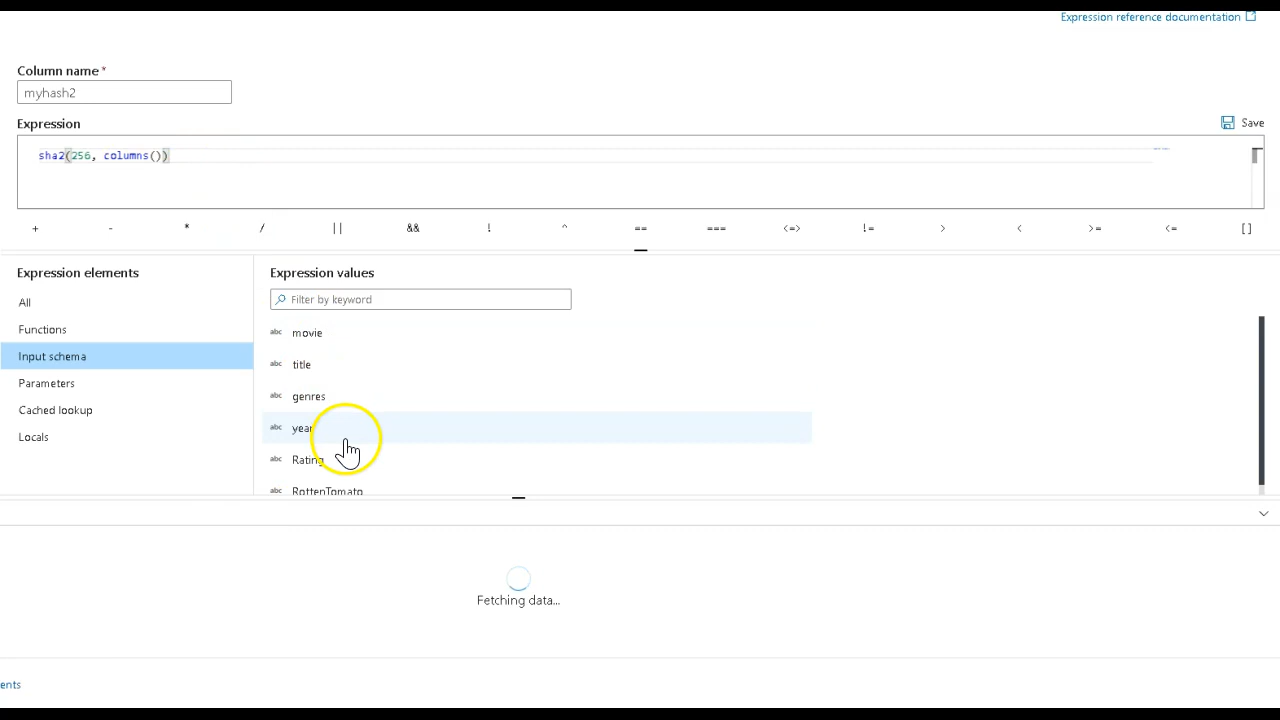 Expression reference documentation
Column name *
myhash2
Expression
Save
sha2(256, columns())
+ - * / || && ! ^ == === <=> != > < >= <= []
Expression elements
Expression values
All
Filter by keyword
Functions
abc movie
Input schema
abc title
Parameters
abc genres
Cached lookup
abc year
Locals
abc Rating
abc RottenTomato
Fetching data...
ents